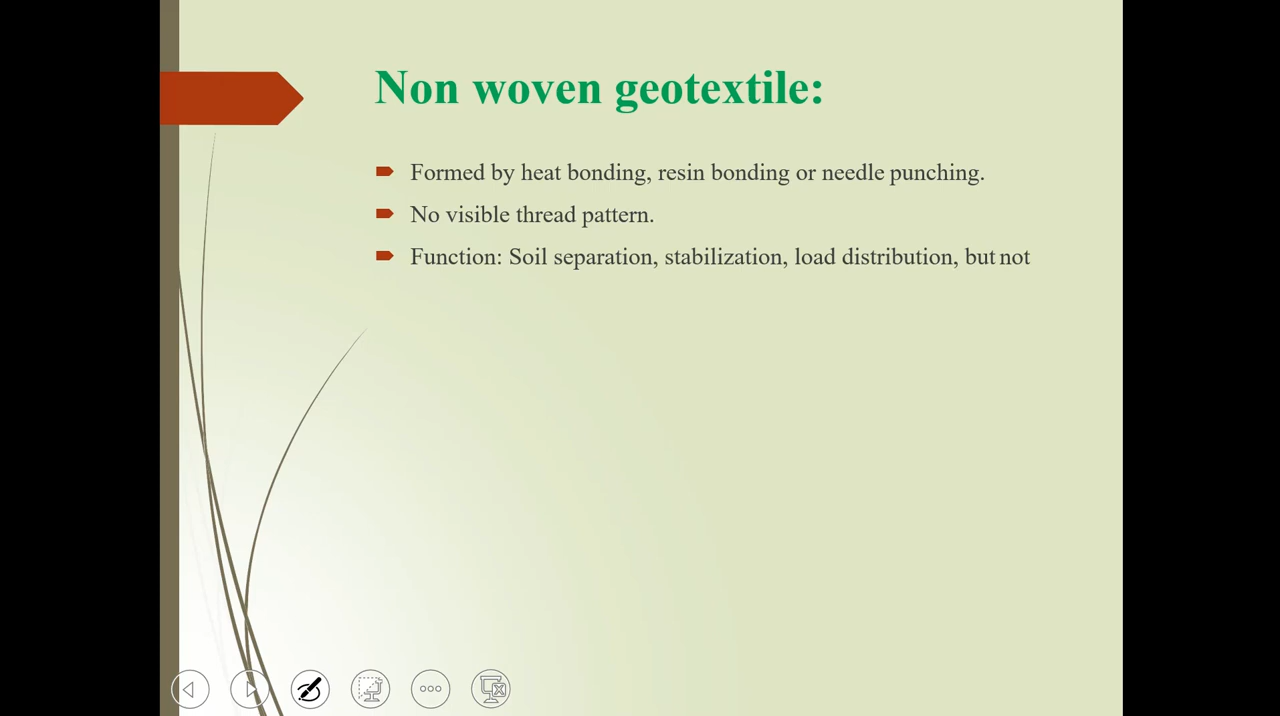 Non woven geotextile:
Formed by heat bonding, resin bonding or needle punching.
No visible thread pattern.
Function: Soil separation, stabilization, load distribution, but not